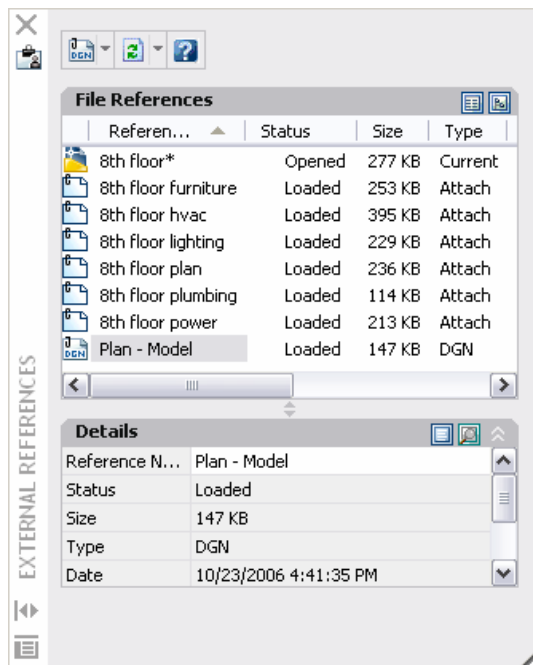 DGN
File References
Referen... Status Size Type
8th floor* Opened 277 KB Current
8th floor furniture Loaded 253 KB Attach
8th floor hvac Loaded 395 KB Attach
8th floor lighting Loaded 229 KB Attach
8th floor plan Loaded 236 KB Attach
8th floor plumbing Loaded 114 KB Attach
8th floor power Loaded 213 KB Attach
DGN Plan - Model Loaded 147 KB DGN
Details
Reference N... Plan - Model
Status Loaded
Size 147 KB
Type DGN
Date 10/23/2006 4:41:35 PM
EXTERNAL REFERENCES